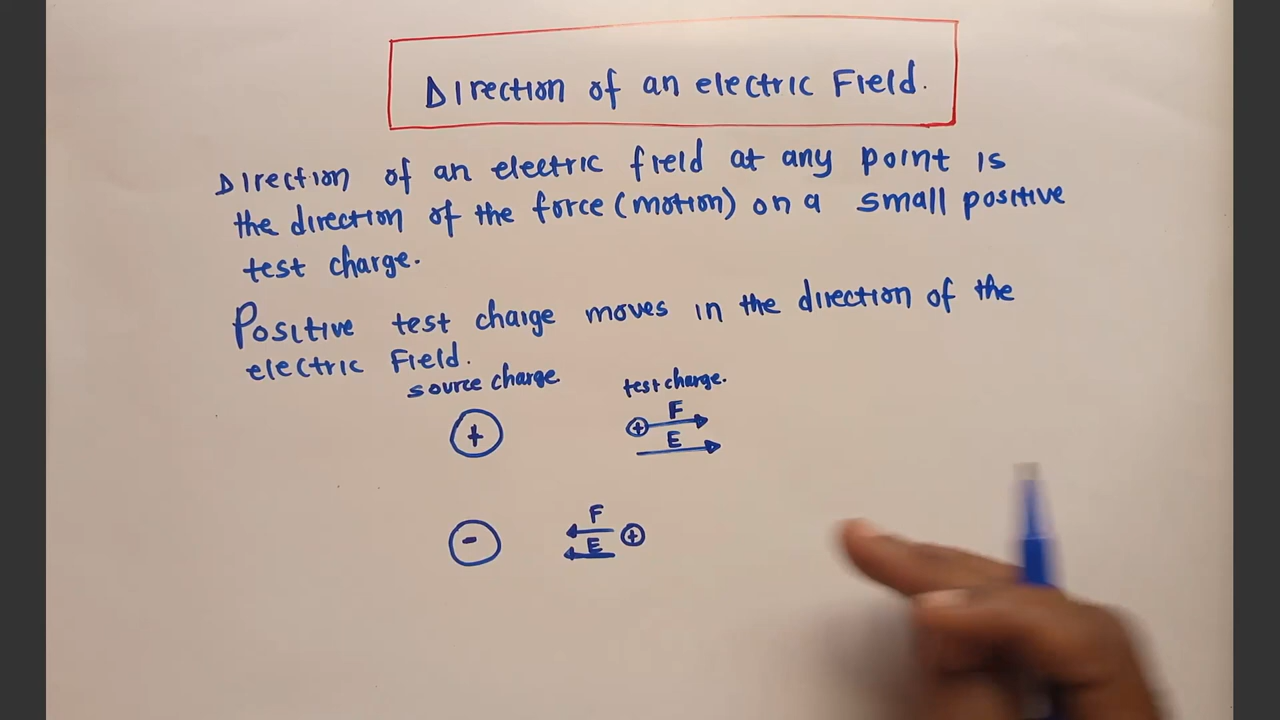 Direction of an electric Field.
Direction of an electric field at any point is
the direction of the force (motion) on a small positive
test charge.
Positive test charge moves in the direction of the
electric Field.
source charge test charge.
+ + F
E
- F +
E